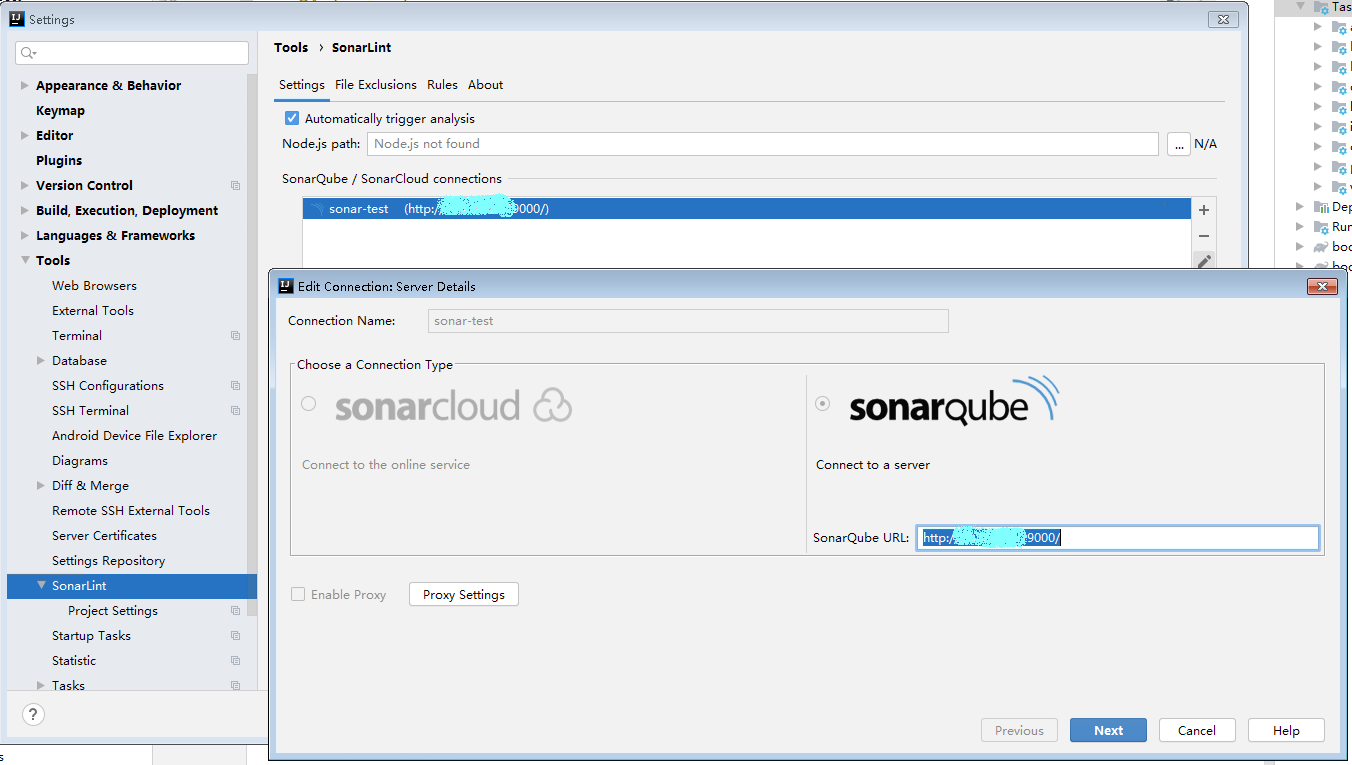 Settings
Tools › SonarLint
Settings File Exclusions Rules About
Automatically trigger analysis
Node.js path: Node.js not found ... N/A
SonarQube / SonarCloud connections
sonar-test (http:/ 9000/)
Appearance & Behavior
Keymap
Editor
Plugins
Version Control
Build, Execution, Deployment
Languages & Frameworks
Tools
Web Browsers
External Tools
Terminal
Database
SSH Configurations
SSH Terminal
Android Device File Explorer
Diagrams
Diff & Merge
Remote SSH External Tools
Server Certificates
Settings Repository
SonarLint
Project Settings
Startup Tasks
Statistic
Tasks
?
Edit Connection: Server Details
Connection Name: sonar-test
Choose a Connection Type
sonarcloud
Connect to the online service
sonarqube
Connect to a server
SonarQube URL: http:/ 9000/
Enable Proxy Proxy Settings
Previous Next Cancel Help
Tas
Dep
Run
boo